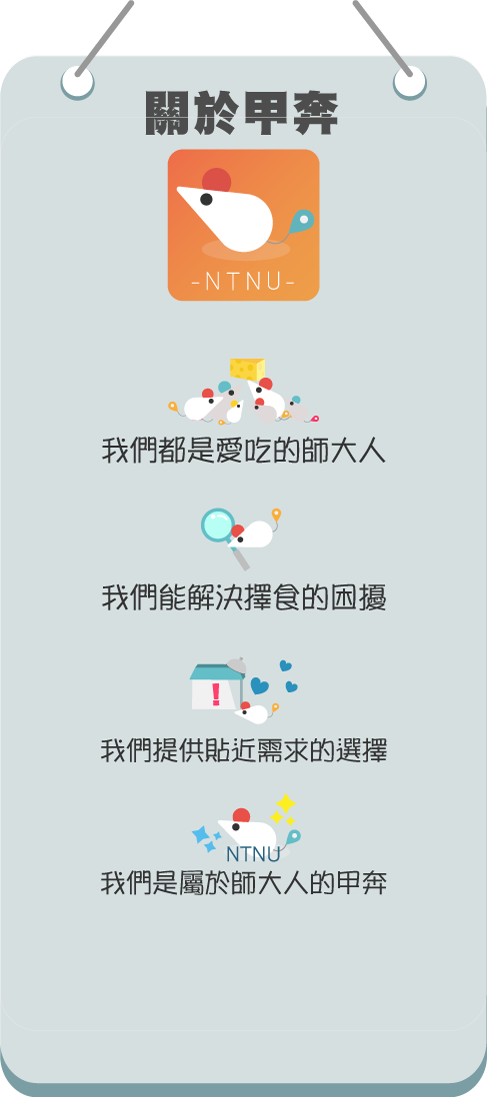 關於甲奔
-NTNU-
我們都是愛吃的師大人
我們能解決擇食的困擾
!
我們提供貼近需求的選擇
NTNU
我們是屬於師大人的甲奔